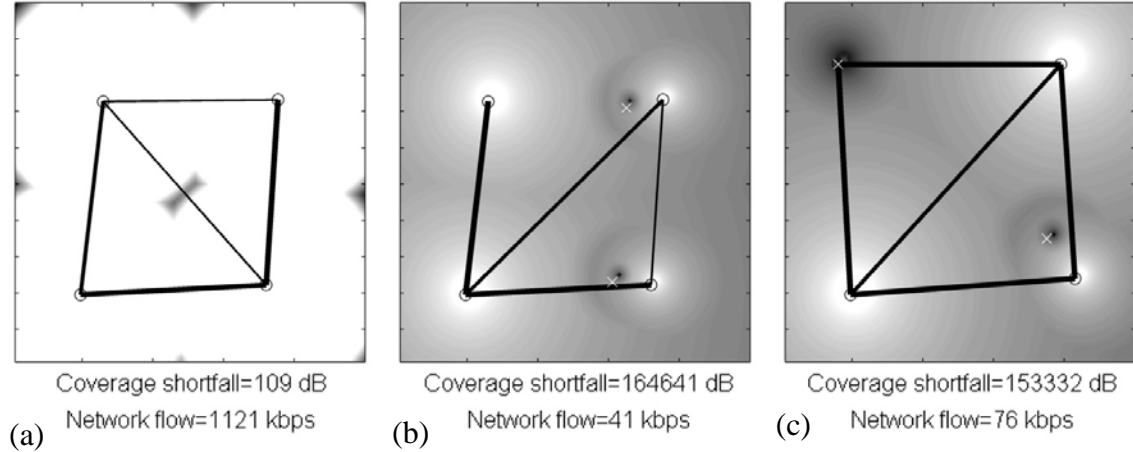 Coverage shortfall=109 dB
Network flow=1121 kbps
(a)
Coverage shortfall=164641 dB
Network flow=41 kbps
(b)
Coverage shortfall=153332 dB
Network flow=76 kbps
(c)